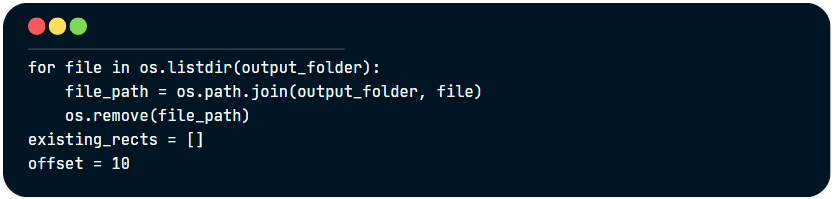 for file in os.listdir(output_folder):
    file_path = os.path.join(output_folder, file)
    os.remove(file_path)
existing_rects = []
offset = 10